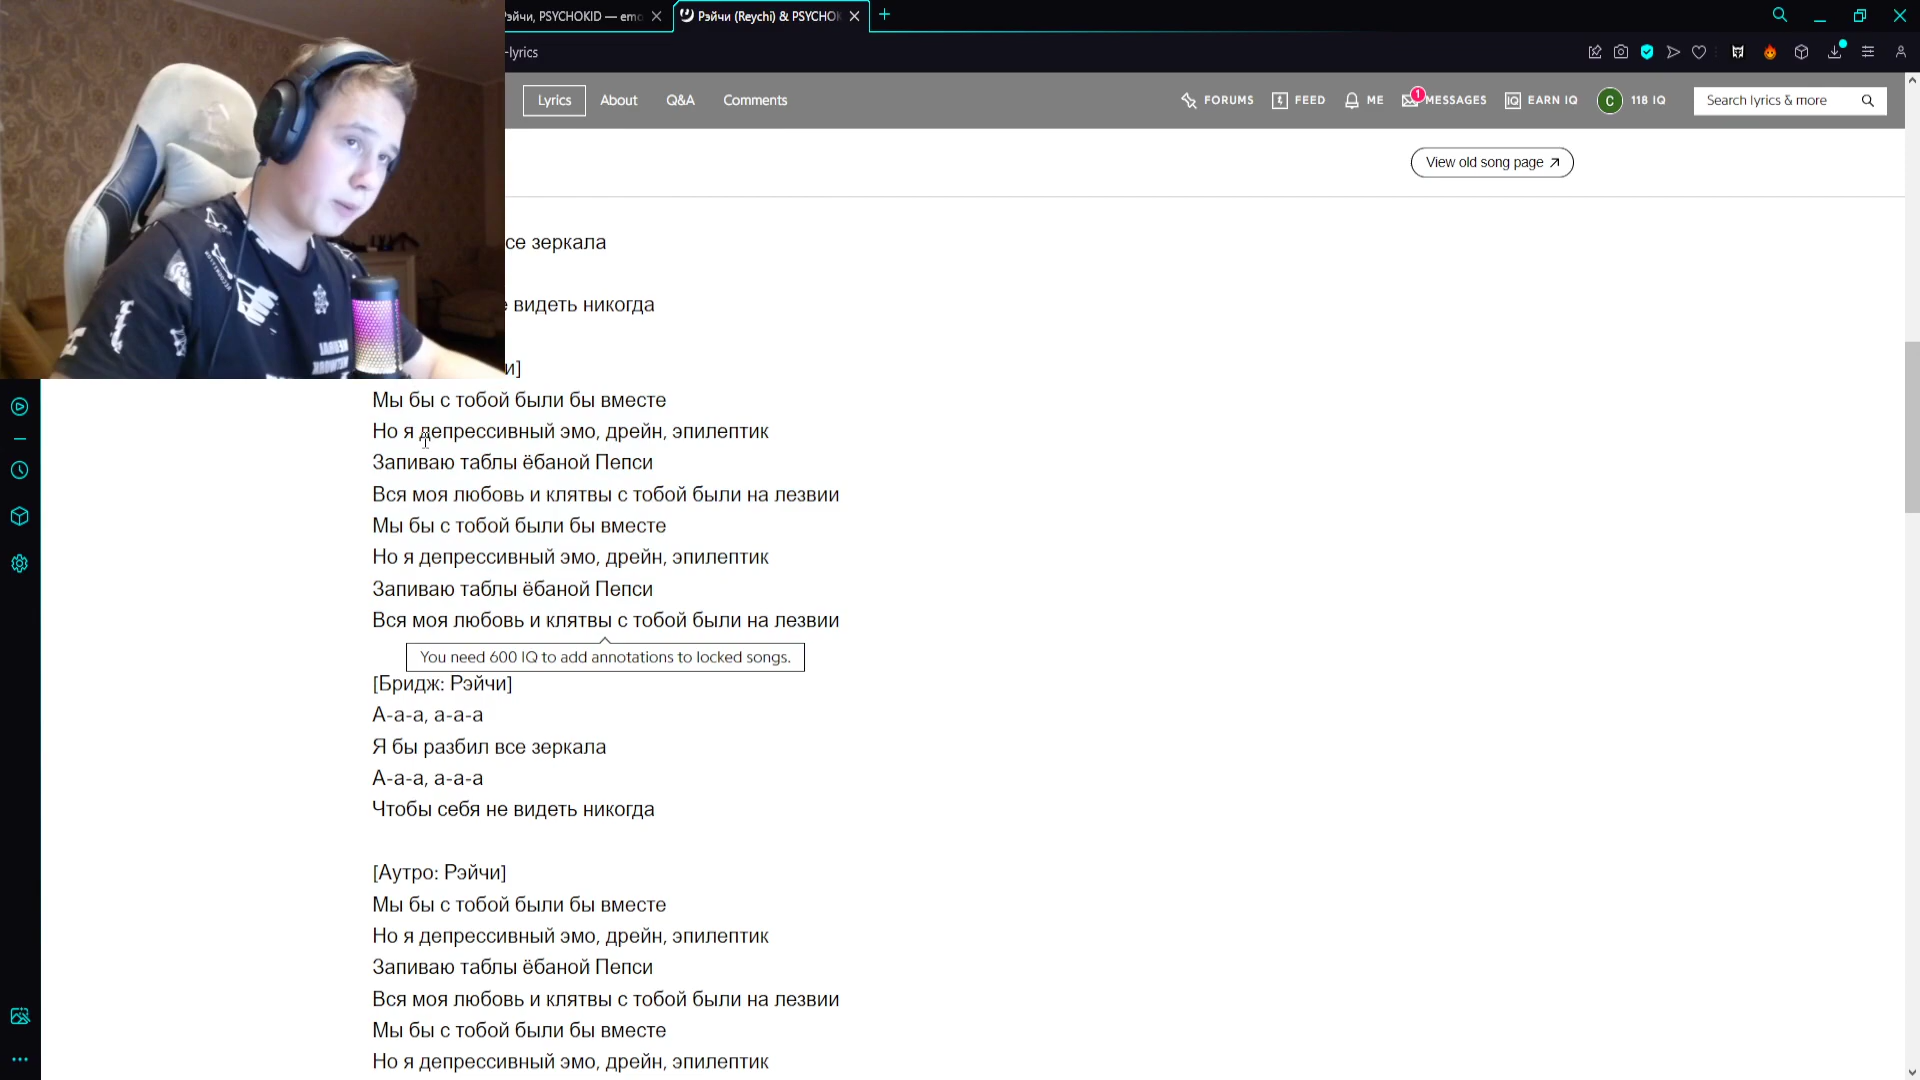 эйчи, PSYCHOKID — emo
Рэйчи (Reychi) & PSYCHOK
-lyrics
Lyrics
About
Q&A
Comments
FORUMS
FEED
ME
1
MESSAGES
IQ
EARN IQ
C
118 IQ
Search lyrics & more
View old song page
се зеркала
е видеть никогда
и]
Мы бы с тобой были бы вместе
Но я депрессивный эмо, дрейн, эпилептик
Запиваю таблы ёбаной Пепси
Вся моя любовь и клятвы с тобой были на лезвии
Мы бы с тобой были бы вместе
Но я депрессивный эмо, дрейн, эпилептик
Запиваю таблы ёбаной Пепси
Вся моя любовь и клятвы с тобой были на лезвии
You need 600 IQ to add annotations to locked songs.
[Бридж: Рэйчи]
А-а-а, а-а-а
Я бы разбил все зеркала
А-а-а, а-а-а
Чтобы себя не видеть никогда
[Аутро: Рэйчи]
Мы бы с тобой были бы вместе
Но я депрессивный эмо, дрейн, эпилептик
Запиваю таблы ёбаной Пепси
Вся моя любовь и клятвы с тобой были на лезвии
Мы бы с тобой были бы вместе
Но я депрессивный эмо, дрейн, эпилептик